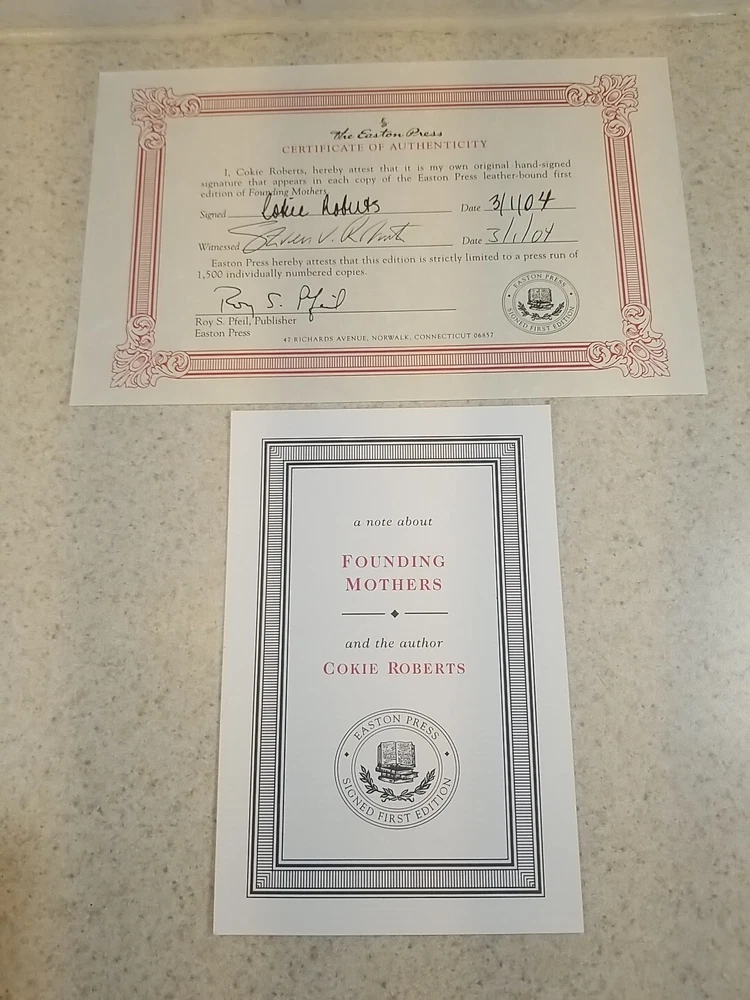 The Easton Press
CERTIFICATE OF AUTHENTICITY
I, Cokie Roberts, hereby attest that it is my own original hand-signed
signature that appears in each copy of the Easton Press leather-bound first
edition of Founding Mothers
Signed Cokie Roberts Date 3/1/04
Witnessed Steven V. Roberts Date 3/1/04
Easton Press hereby attests that this edition is strictly limited to a press run of
1,500 individually numbered copies.
Roy S. Pfeil
Roy S. Pfeil, Publisher
Easton Press
47 RICHARDS AVENUE, NORWALK, CONNECTICUT 06857
EASTON PRESS
SIGNED FIRST EDITION
a note about
FOUNDING
MOTHERS
and the author
COKIE ROBERTS
EASTON PRESS
SIGNED FIRST EDITION